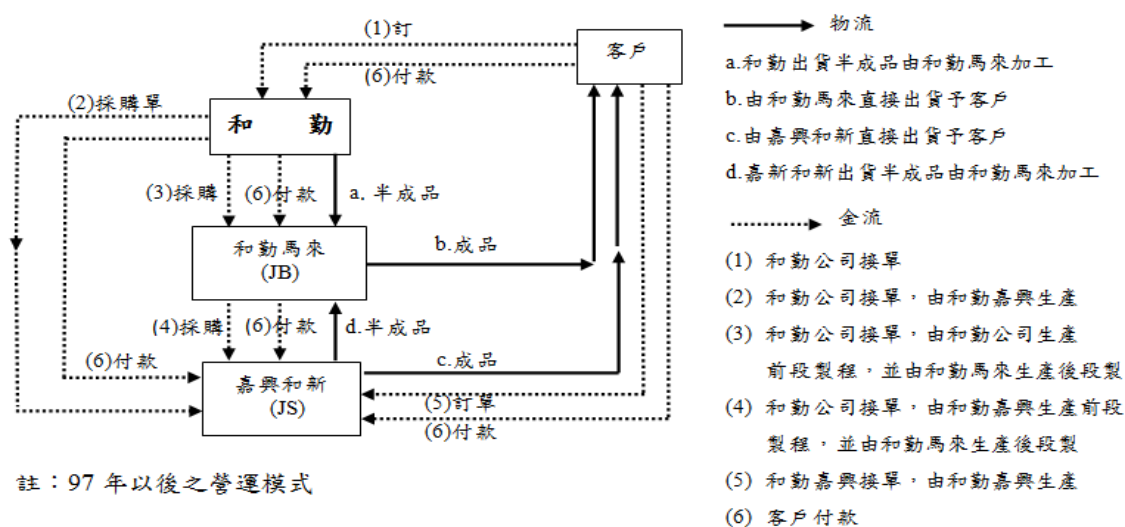 (1)訂
客戶
(6)付款
(2)採購單
和 勤
(3)採購
(6)付款
a. 半成品
和勤馬來
(JB)
b.成品
(4)採購
(6)付款
d.半成品
c.成品
(6)付款
嘉興和新
(JS)
(5)訂單
(6)付款
註：97 年以後之營運模式
物流
a.和勤出貨半成品由和勤馬來加工
b.由和勤馬來直接出貨予客戶
c.由嘉興和新直接出貨予客戶
d.嘉新和新出貨半成品由和勤馬來加工
金流
(1) 和勤公司接單
(2) 和勤公司接單，由和勤嘉興生產
(3) 和勤公司接單，由和勤公司生產
前段製程，並由和勤馬來生產後段製
(4) 和勤公司接單，由和勤嘉興生產前段
製程，並由和勤馬來生產後段製
(5) 和勤嘉興接單，由和勤嘉興生產
(6) 客戶付款